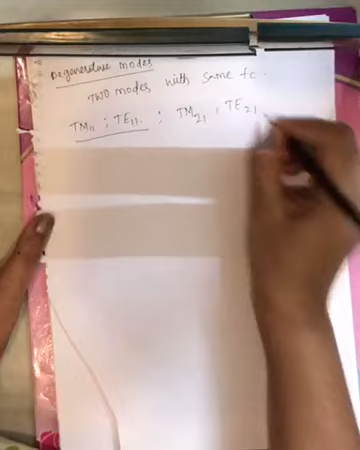 Degenerative modes
TWO modes with same fc.
TM11 ; TE11. ; TM21 , TE21